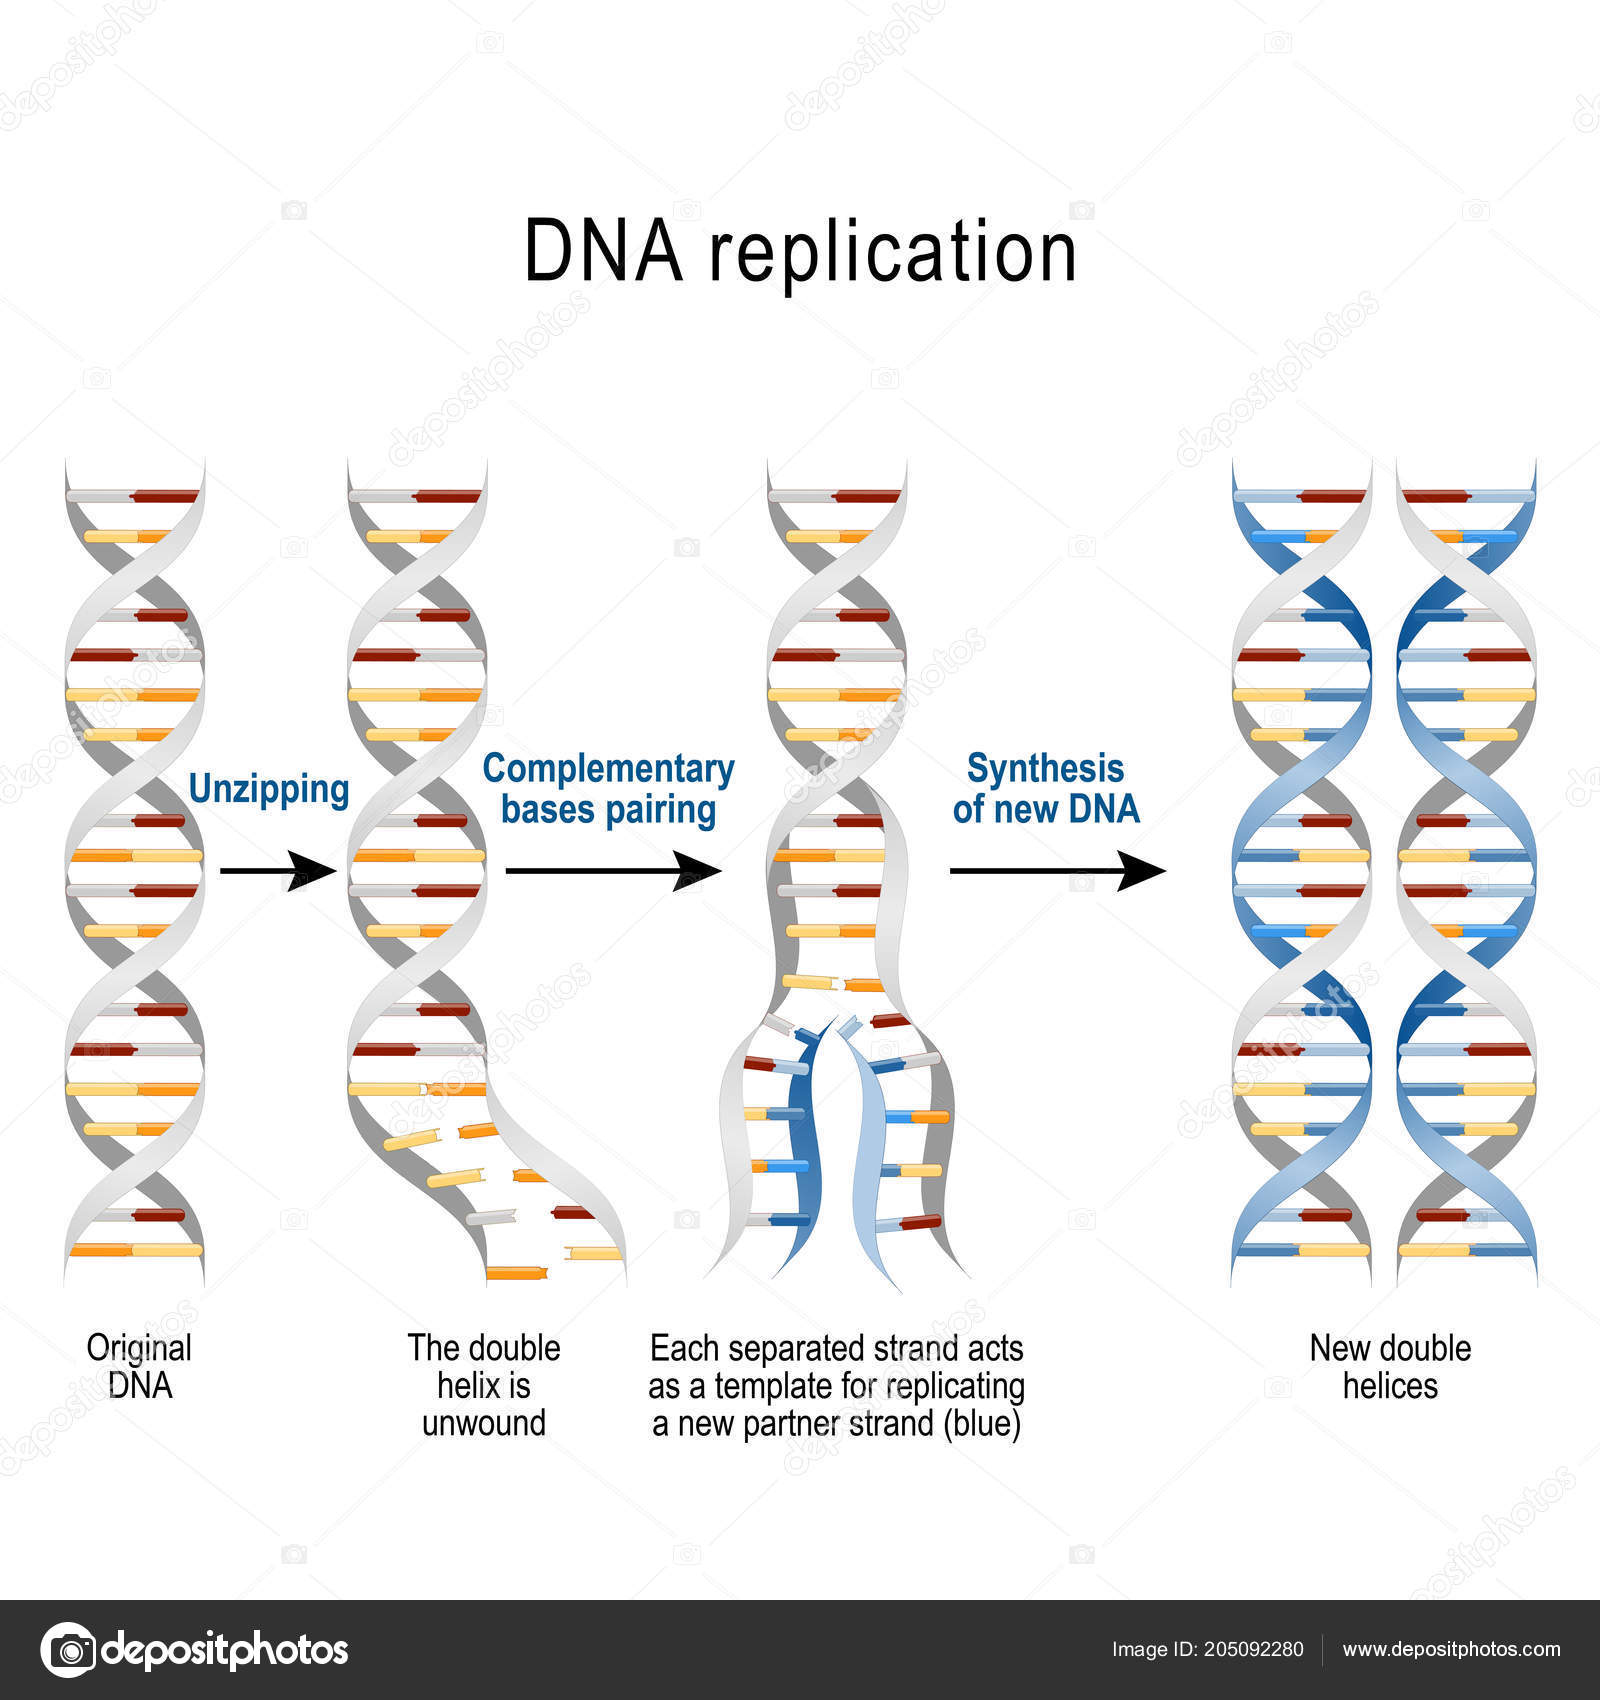 DNA replication
Unzipping
Complementary
bases pairing
Synthesis
of new DNA
Original
DNA
The double
helix is
unwound
Each separated strand acts
as a template for replicating
a new partner strand (blue)
New double
helices
depositphotos
Image ID: 205092280
www.depositphotos.com